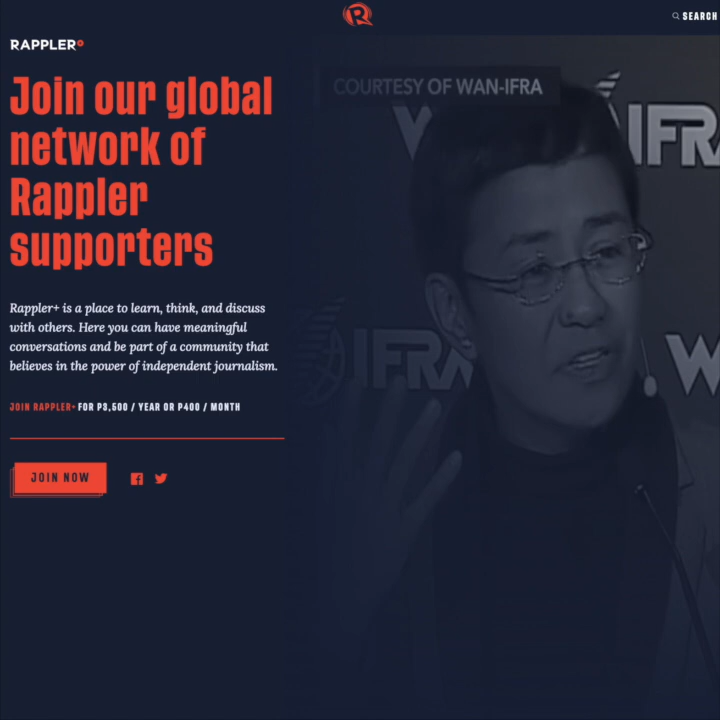 R
SEARCH
RAPPLER+
Join our global
network of
Rappler
supporters
Rappler+ is a place to learn, think, and discuss
with others. Here you can have meaningful
conversations and be part of a community that
believes in the power of independent journalism.
JOIN RAPPLER+ FOR P3,500 / YEAR OR P400 / MONTH
JOIN NOW
COURTESY OF WAN-IFRA
W IFRA
IFRA W